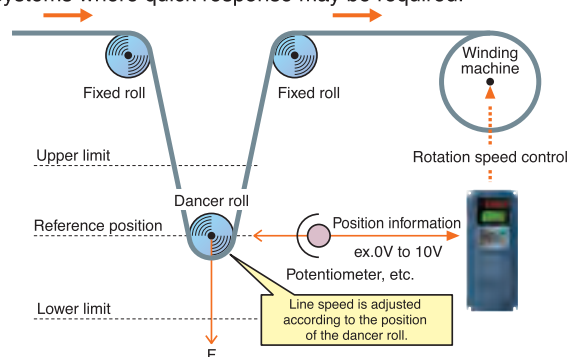 systems where quick response may be required.
Winding
machine
Fixed roll
Fixed roll
Upper limit
Rotation speed control
Dancer roll
Reference position
Position information
ex.0V to 10V
Potentiometer, etc.
Lower limit
Line speed is adjusted
according to the position
of the dancer roll.
F